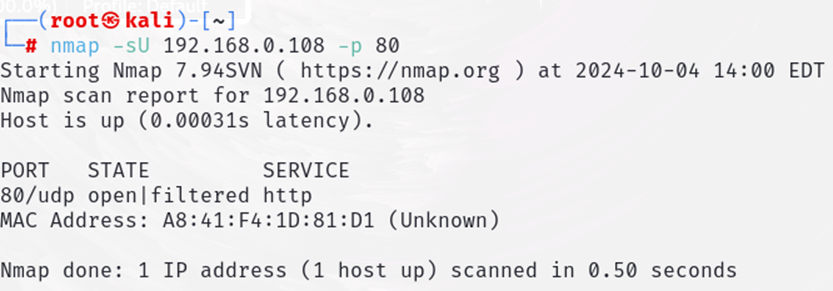 ┌──(root㉿kali)-[~]
└─# nmap -sU 192.168.0.108 -p 80
Starting Nmap 7.94SVN ( https://nmap.org ) at 2024-10-04 14:00 EDT
Nmap scan report for 192.168.0.108
Host is up (0.00031s latency).
PORT   STATE         SERVICE
80/udp open|filtered http
MAC Address: A8:41:F4:1D:81:D1 (Unknown)
Nmap done: 1 IP address (1 host up) scanned in 0.50 seconds